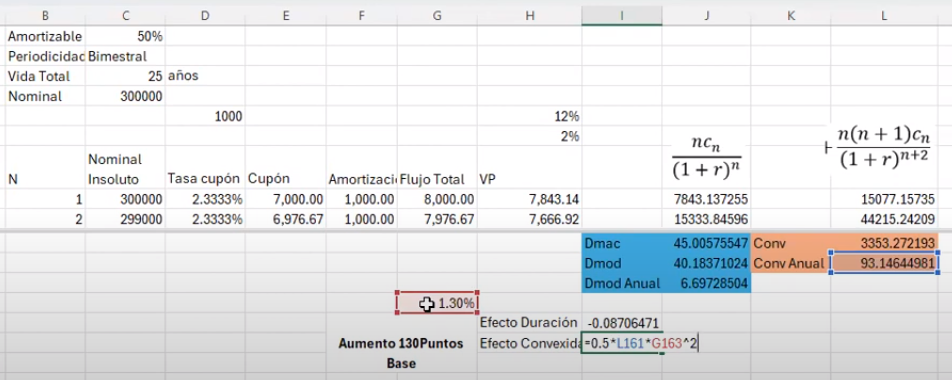 B C D E F G H I J K L
Amortizable 50%
Periodicidac Bimestral
Vida Total 25 años
Nominal 300000
1000 12%
2%
nc_n / (1 + r)^n
n(n + 1)c_n / (1 + r)^{n+2}
Nominal
N Insoluto Tasa cupón Cupón Amortizaci Flujo Total VP
1 300000 2.3333% 7,000.00 1,000.00 8,000.00 7,843.14 7843.137255 15077.15735
2 299000 2.3333% 6,976.67 1,000.00 7,976.67 7,666.92 15333.84596 44215.24209
Dmac 45.00575547 Conv 3353.272193
Dmod 40.18371024 Conv Anual 93.14644981
Dmod Anual 6.69728504
1.30%
Efecto Duración -0.08706471
Aumento 130Puntos Efecto Convexida =0.5*L161*G163^2
Base